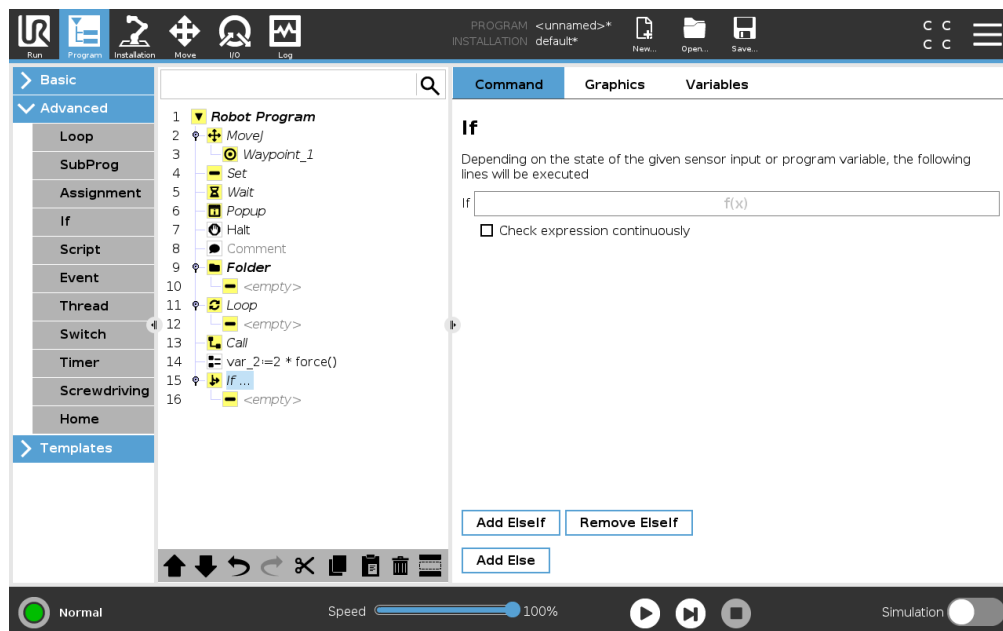 UR
Run
Program
Installation
Move
I/O
Log
PROGRAM <unnamed>*
INSTALLATION default*
New...
Open...
Save...
C C
C C
Basic
Advanced
Loop
SubProg
Assignment
If
Script
Event
Thread
Switch
Timer
Screwdriving
Home
Templates
1 Robot Program
2 MoveJ
3 Waypoint_1
4 Set
5 Wait
6 Popup
7 Halt
8 Comment
9 Folder
10 <empty>
11 Loop
12 <empty>
13 Call
14 var_2:=2 * force()
15 If ...
16 <empty>
Command Graphics Variables
If
Depending on the state of the given sensor input or program variable, the following
lines will be executed
If f(x)
Check expression continuously
Add ElseIf Remove ElseIf
Add Else
Normal
Speed 100%
Simulation